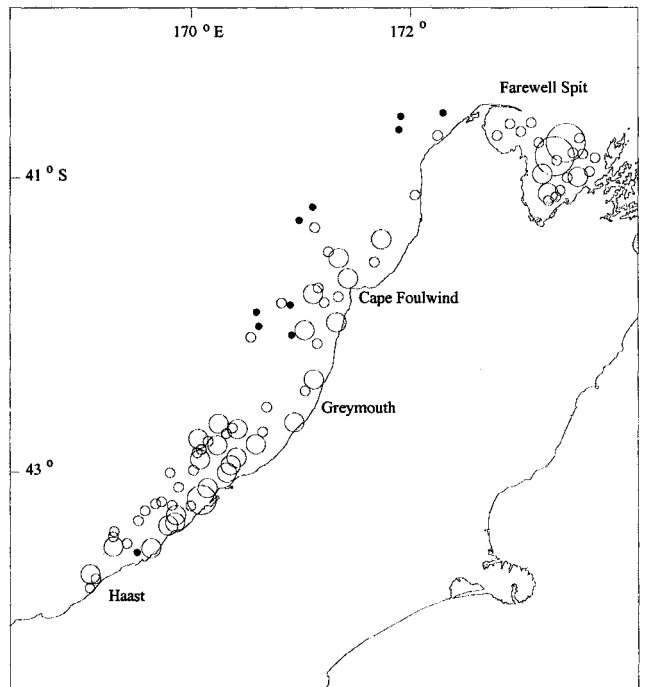 170 ° E
172 °
Farewell Spit
41 ° S
Cape Foulwind
Greymouth
43 °
Haast